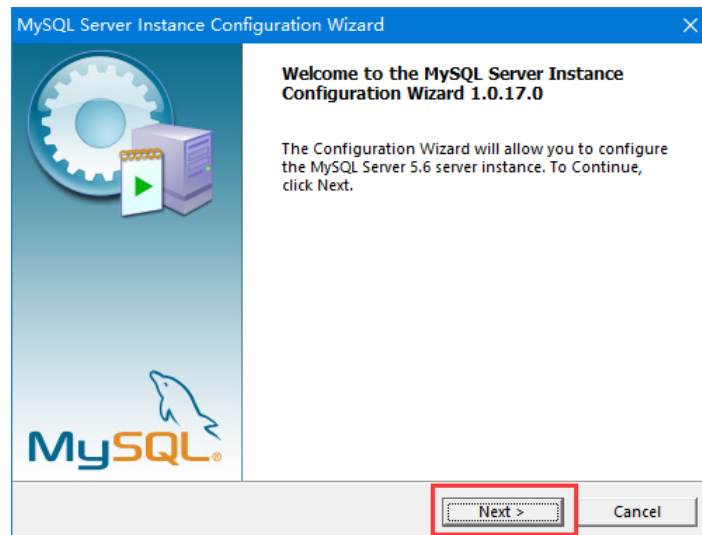 MySQL Server Instance Configuration Wizard
Welcome to the MySQL Server Instance
Configuration Wizard 1.0.17.0
The Configuration Wizard will allow you to configure
the MySQL Server 5.6 server instance. To Continue,
click Next.
MySQL®
Next >
Cancel